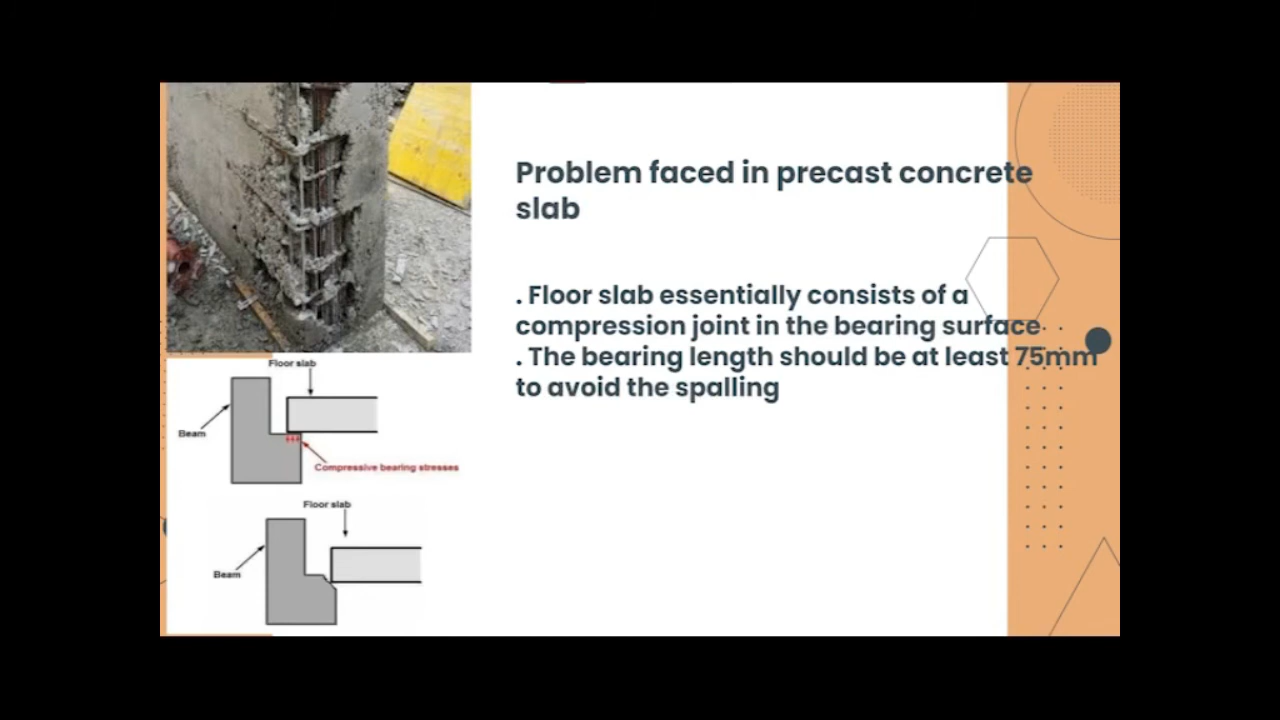 Problem faced in precast concrete
slab
. Floor slab essentially consists of a
compression joint in the bearing surface
. The bearing length should be at least 75mm
to avoid the spalling
Floor slab
Beam
Compressive bearing stresses
Floor slab
Beam